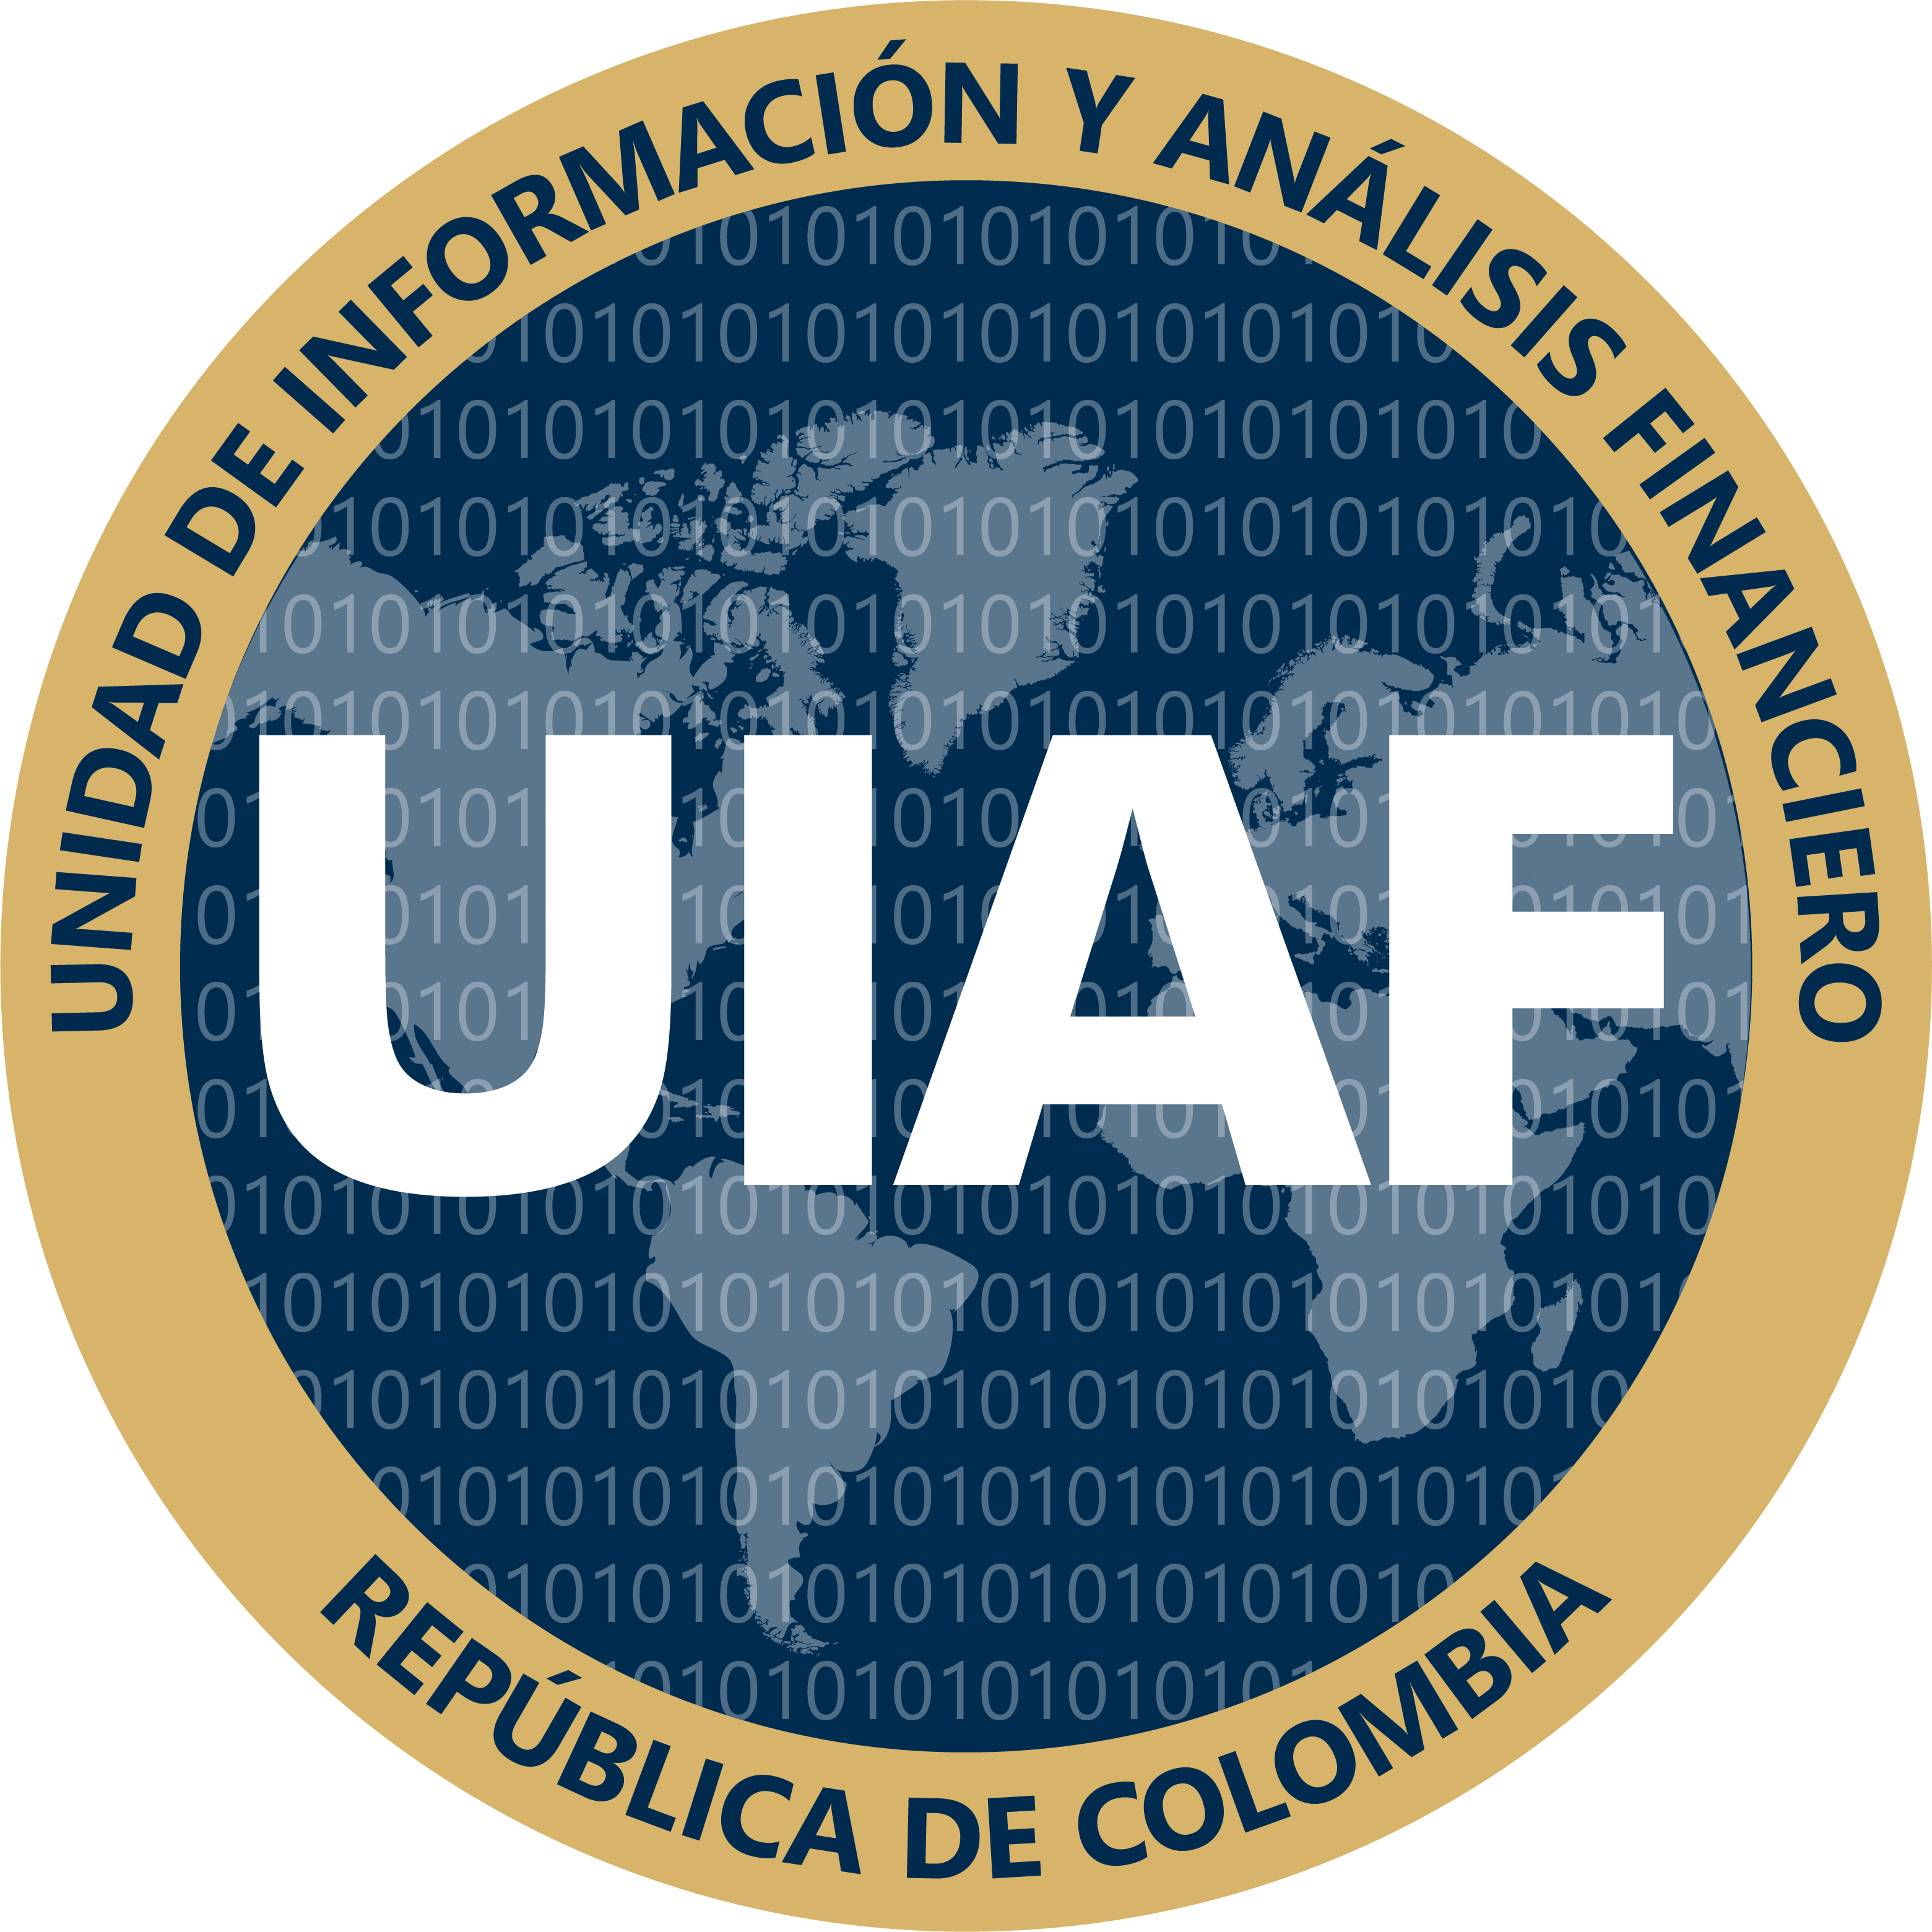 UNIDAD DE INFORMACIÓN Y ANÁLISIS FINANCIERO
UIAF
REPÚBLICA DE COLOMBIA